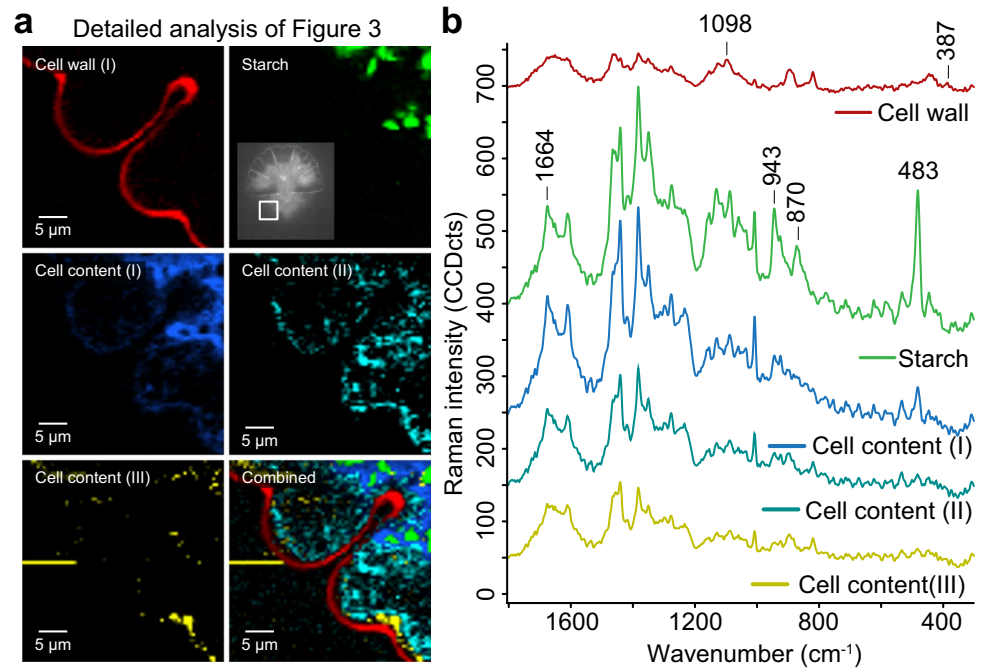 a
Detailed analysis of Figure 3
Cell wall (I)
Starch
5 µm
5 µm
Cell content (I)
Cell content (II)
5 µm
5 µm
Cell content (III)
Combined
5 µm
5 µm
b
1098
387
Cell wall
1664
943
870
483
Starch
Cell content (I)
Cell content (II)
Cell content(III)
Raman intensity (CCDcts)
700
600
500
400
300
200
100
0
1600
1200
800
400
Wavenumber (cm⁻¹)